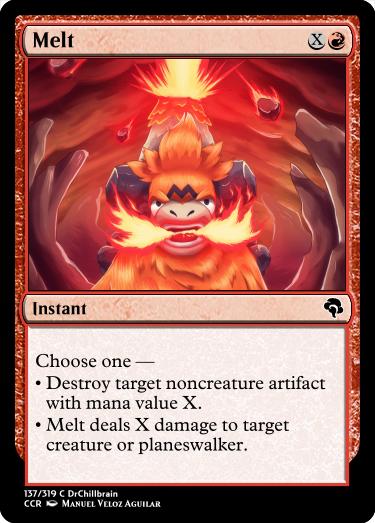 Melt X
Instant
Choose one —
• Destroy target noncreature artifact
with mana value X.
• Melt deals X damage to target
creature or planeswalker.
137/319 C DrChillbrain
CCR MANUEL VELOZ AGUILAR